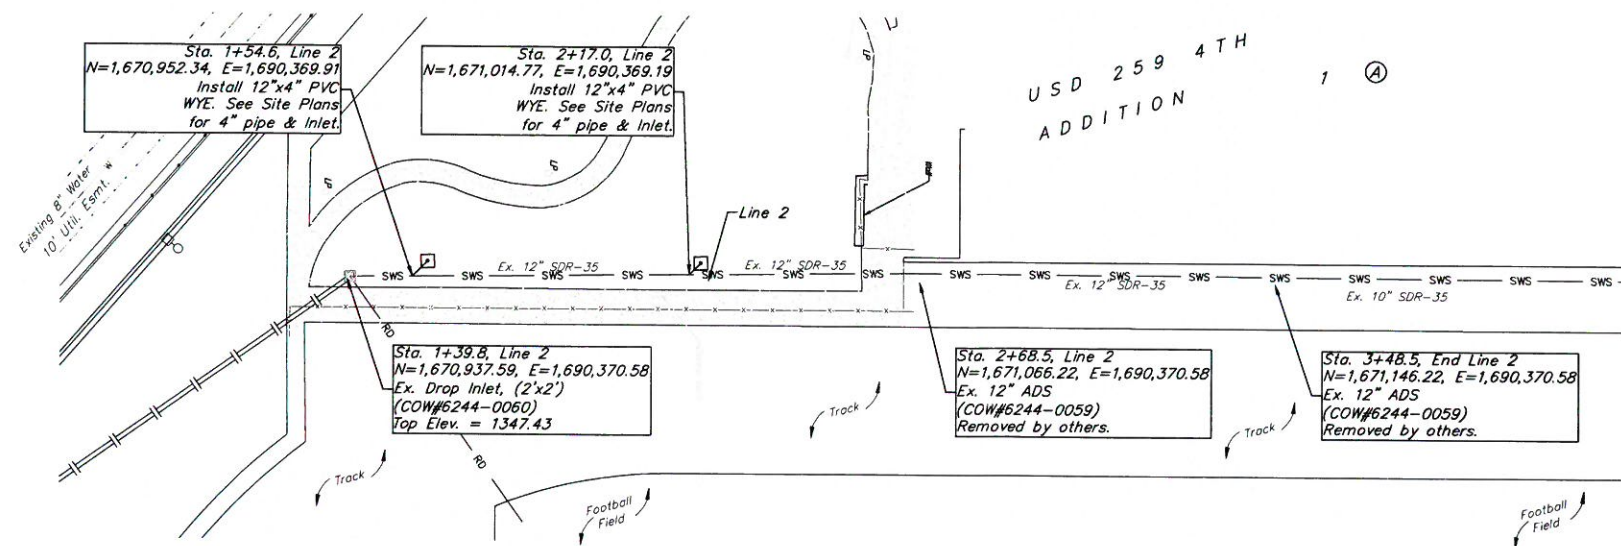 Sta. 1+54.6, Line 2
N=1,670,952.34, E=1,690,369.91
Install 12"x4" PVC
WYE. See Site Plans
for 4" pipe & Inlet.
Sta. 2+17.0, Line 2
N=1,671,014.77, E=1,690,369.19
Install 12"x4" PVC
WYE. See Site Plans
for 4" pipe & Inlet.
USD 259 4TH
ADDITION
1 A
Existing 8" Water
10' Util. Esmt. W
LP
LP
LP
Line 2
SWS Ex. 12" SDR-35 SWS SWS SWS SWS Ex. 12" SDR-35 SWS SWS SWS SWS Ex. 12" SDR-35 SWS SWS SWS SWS Ex. 10" SDR-35 SWS SWS SWS
RD
Sta. 1+39.8, Line 2
N=1,670,937.59, E=1,690,370.58
Ex. Drop Inlet, (2'x2')
(COW#6244-0060)
Top Elev. = 1347.43
Sta. 2+68.5, Line 2
N=1,671,066.22, E=1,690,370.58
Ex. 12" ADS
(COW#6244-0059)
Removed by others.
Sta. 3+48.5, End Line 2
N=1,671,146.22, E=1,690,370.58
Ex. 12" ADS
(COW#6244-0059)
Removed by others.
Track
Track
Track
RD
Football
Field
Football
Field